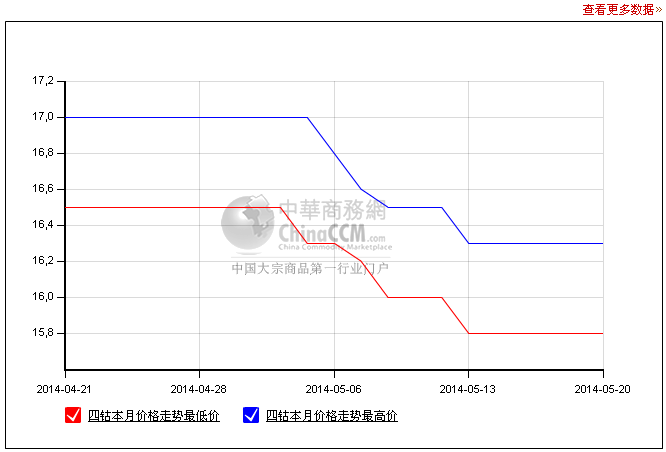 查看更多数据»
17,2
17,0
16,8
16,6
16,4
16,2
16,0
15,8
中華商務網
ChinaCCM.com
China Commodity Marketplace
中国大宗商品第一行业门户
2014-04-21 2014-04-28 2014-05-06 2014-05-13 2014-05-20
四钴本月价格走势最低价 四钴本月价格走势最高价